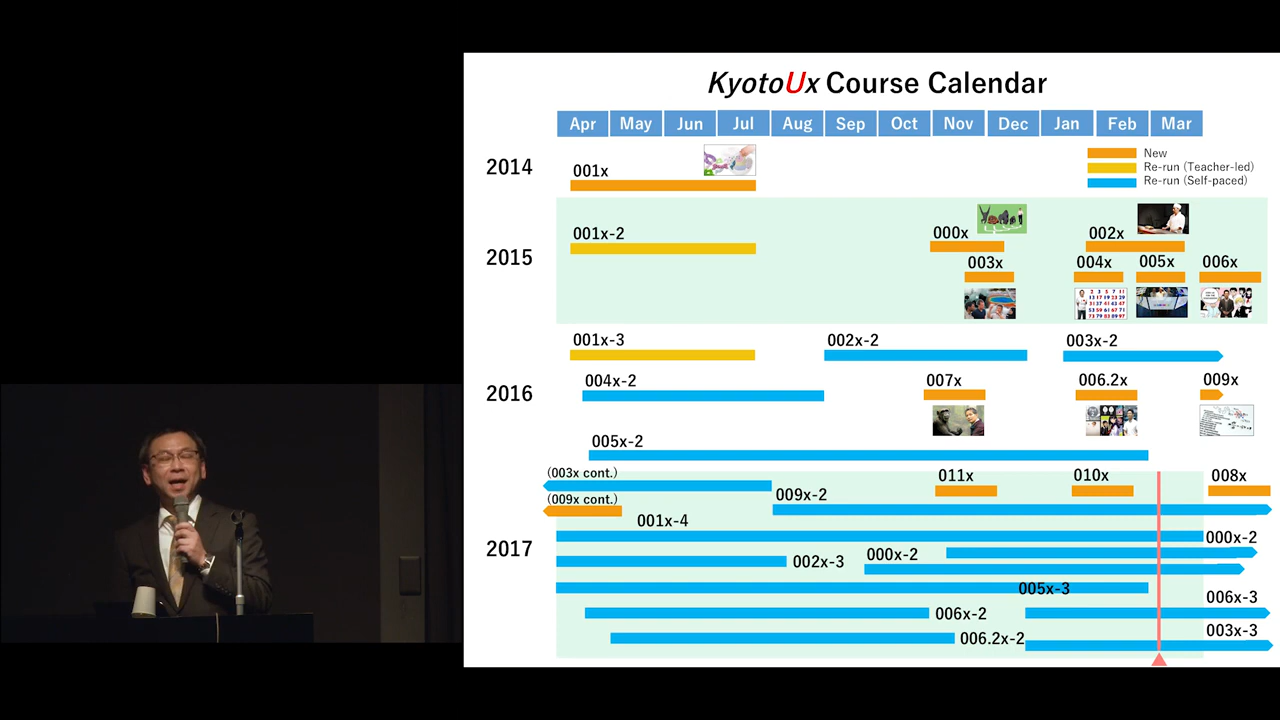 KyotoUx Course Calendar
Apr May Jun Jul Aug Sep Oct Nov Dec Jan Feb Mar
2014
001x
New
Re-run (Teacher-led)
Re-run (Self-paced)
2015
001x-2
000x
002x
003x
004x
005x
006x
2016
001x-3
002x-2
003x-2
004x-2
007x
006.2x
009x
005x-2
2017
(003x cont.)
011x
010x
008x
(009x cont.)
009x-2
001x-4
000x-2
002x-3
000x-2
005x-3
006x-3
006x-2
003x-3
006.2x-2